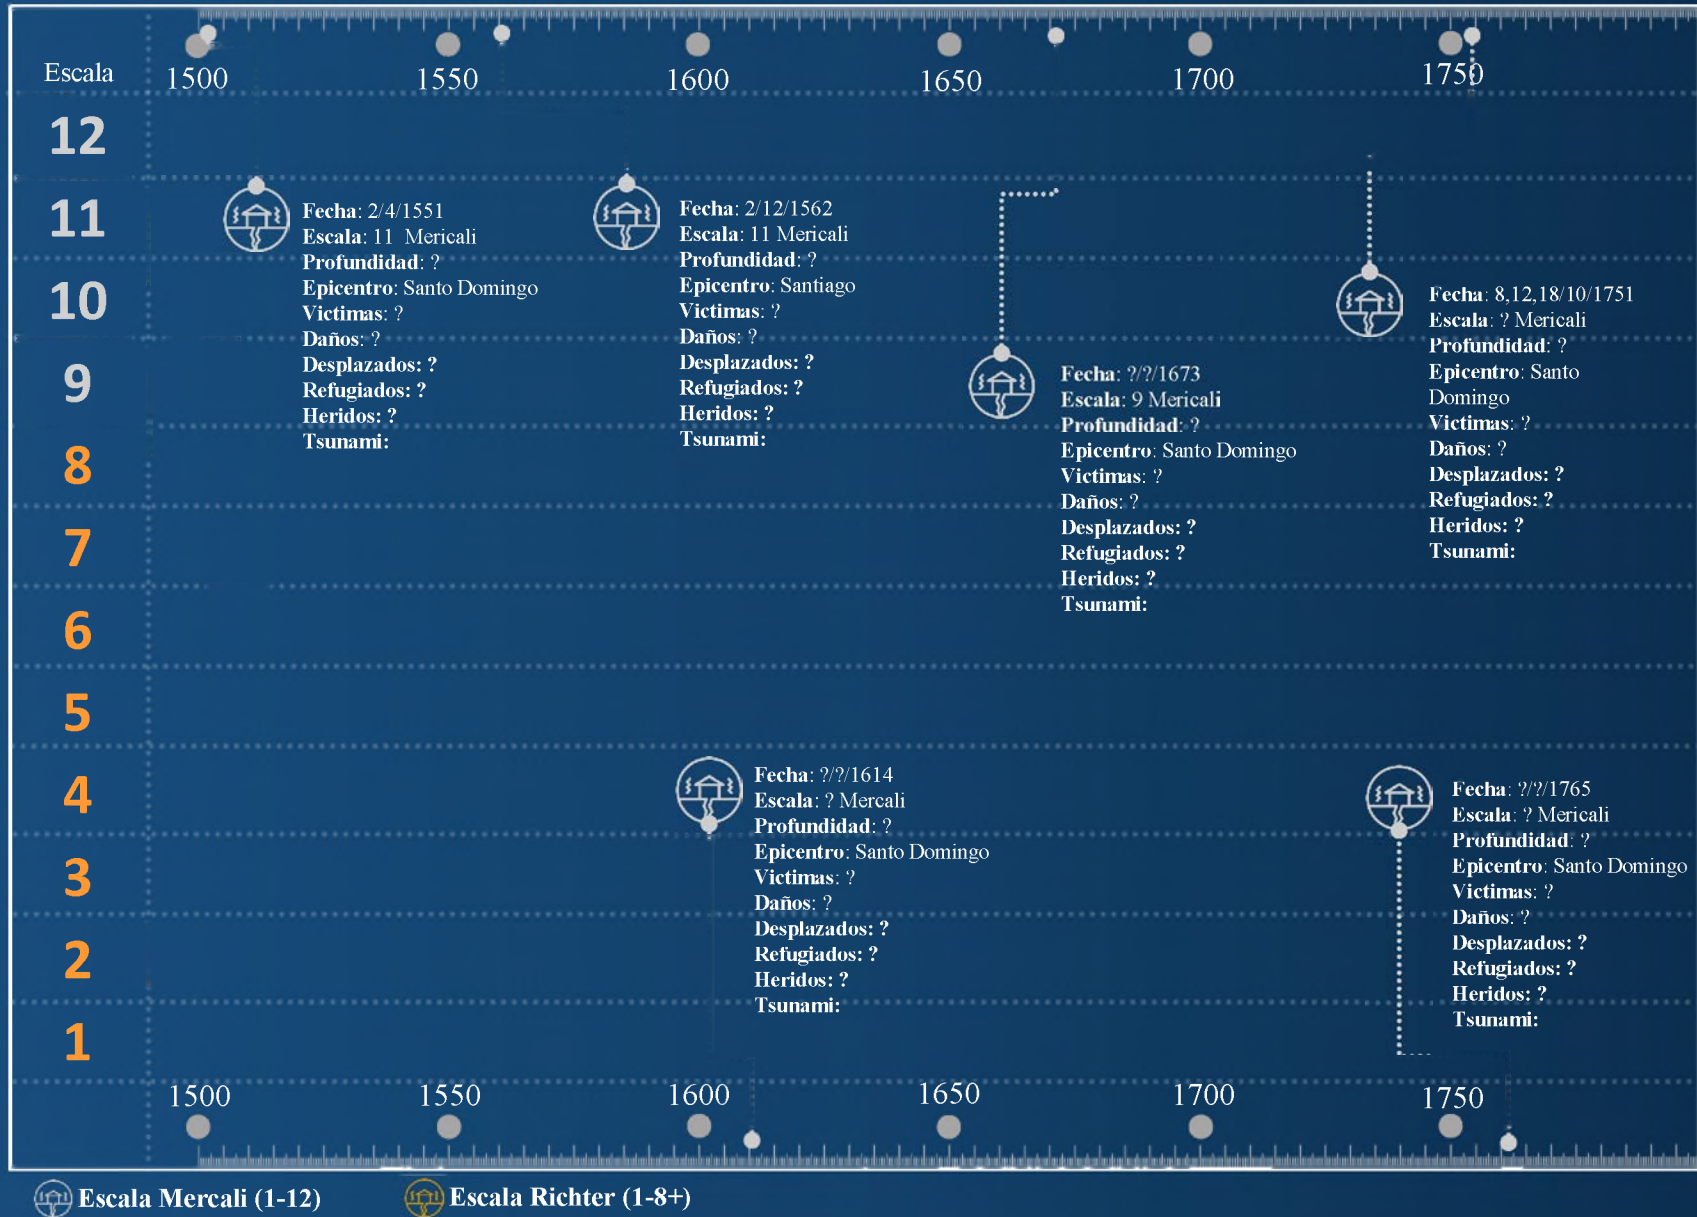 1500 1550 1600 1650 1700 1750
Escala
12
11
10
9
8
7
6
5
4
3
2
1
Fecha: 2/4/1551
Escala: 11 Mericali
Profundidad: ?
Epicentro: Santo Domingo
Victimas: ?
Daños: ?
Desplazados: ?
Refugiados: ?
Heridos: ?
Tsunami:
Fecha: 2/12/1562
Escala: 11 Mericali
Profundidad: ?
Epicentro: Santiago
Victimas: ?
Daños: ?
Desplazados: ?
Refugiados: ?
Heridos: ?
Tsunami:
Fecha: ?/?/1673
Escala: 9 Mericali
Profundidad: ?
Epicentro: Santo Domingo
Victimas: ?
Daños: ?
Desplazados: ?
Refugiados: ?
Heridos: ?
Tsunami:
Fecha: 8,12,18/10/1751
Escala: ? Mericali
Profundidad: ?
Epicentro: Santo
Domingo
Victimas: ?
Daños: ?
Desplazados: ?
Refugiados: ?
Heridos: ?
Tsunami:
Fecha: ?/?/1614
Escala: ? Mercali
Profundidad: ?
Epicentro: Santo Domingo
Victimas: ?
Daños: ?
Desplazados: ?
Refugiados: ?
Heridos: ?
Tsunami:
Fecha: ?/?/1765
Escala: ? Mericali
Profundidad: ?
Epicentro: Santo Domingo
Victimas: ?
Daños: ?
Desplazados: ?
Refugiados: ?
Heridos: ?
Tsunami:
1500 1550 1600 1650 1700 1750
Escala Mercali (1-12)
Escala Richter (1-8+)